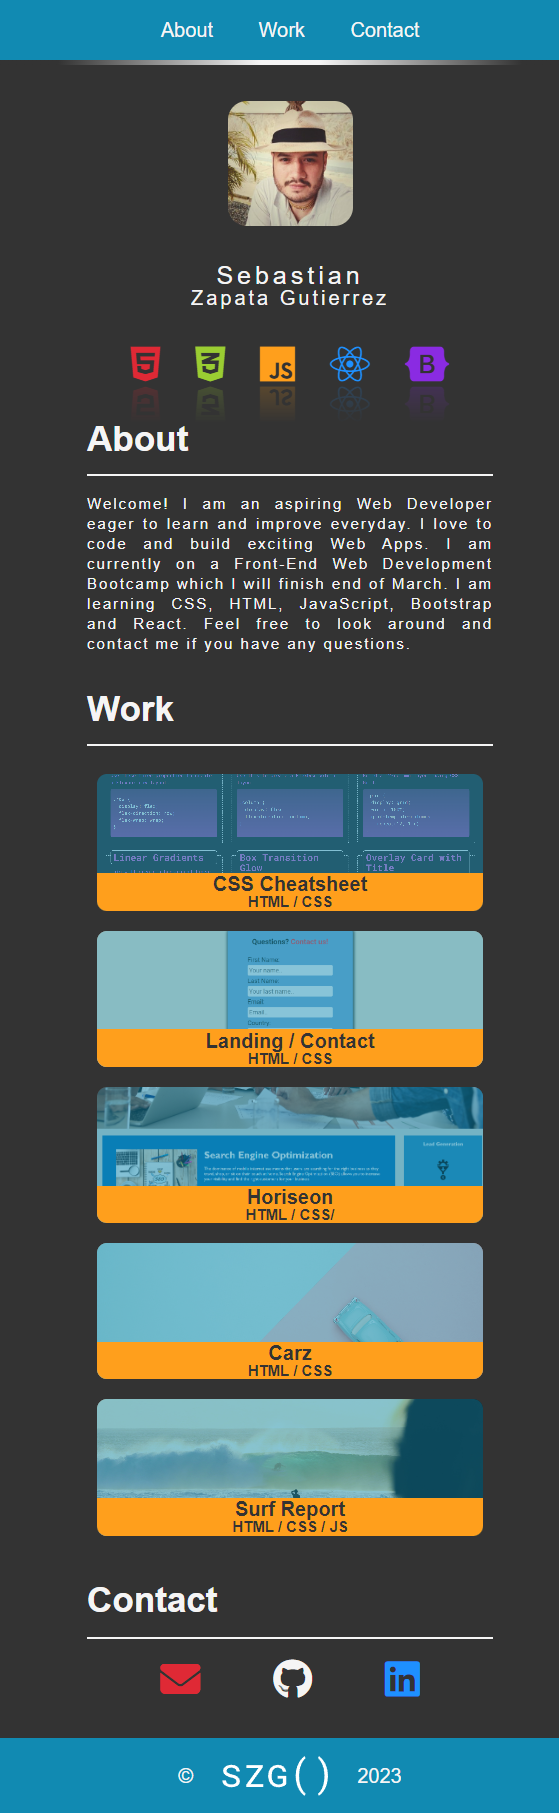 About Work Contact
Sebastian
Zapata Gutierrez
5 3 JS B
About
Welcome! I am an aspiring Web Developer
eager to learn and improve everyday. I love to
code and build exciting Web Apps. I am
currently on a Front-End Web Development
Bootcamp which I will finish end of March. I am
learning CSS, HTML, JavaScript, Bootstrap
and React. Feel free to look around and
contact me if you have any questions.
Work
Linear Gradients Box Transition Overlay Card with
Glow Title
CSS Cheatsheet
HTML / CSS
Questions? Contact us!
First Name:
Your name..
Last Name:
Your last name..
Email:
Email..
Country:
Landing / Contact
HTML / CSS
Lead Generation
Search Engine Optimization
Horiseon
HTML / CSS/
Carz
HTML / CSS
Surf Report
HTML / CSS / JS
Contact
in
© SZG() 2023